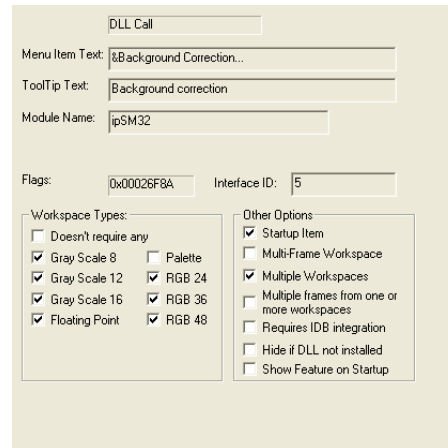 DLL Call
Menu Item Text: &Background Correction...
ToolTip Text: Background correction
Module Name: ipSM32
Flags: 0x00026F8A Interface ID: 5
Workspace Types:
Doesn't require any
Gray Scale 8 Palette
Gray Scale 12 RGB 24
Gray Scale 16 RGB 36
Floating Point RGB 48
Other Options
Startup Item
Multi-Frame Workspace
Multiple Workspaces
Multiple frames from one or
more workspaces
Requires IDB integration
Hide if DLL not installed
Show Feature on Startup